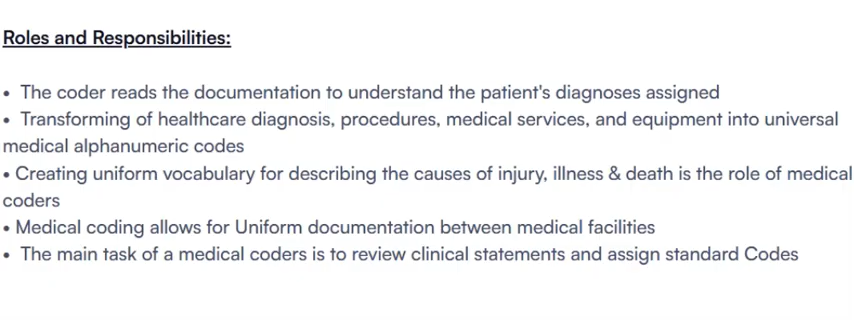 Roles and Responsibilities:
• The coder reads the documentation to understand the patient's diagnoses assigned
• Transforming of healthcare diagnosis, procedures, medical services, and equipment into universal
medical alphanumeric codes
• Creating uniform vocabulary for describing the causes of injury, illness & death is the role of medical
coders
• Medical coding allows for Uniform documentation between medical facilities
• The main task of a medical coders is to review clinical statements and assign standard Codes